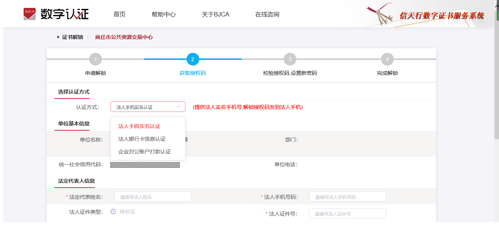 BJCA 数字认证 首页 帮助中心 关于BJCA 在线咨询 信天行数字证书服务系统
证书解锁： 商丘市公共资源交易中心
1 2 3 4
申请解锁 获取授权码 校验授权码,设置新密码 完成解锁
选择认证方式
认证方式： 法人手机实名认证 (提供法人实名手机号,解锁授权码发到法人手机)
法人手机实名认证
单位基本信息
法人银行卡信息认证
单位名称： 部门：
企业对公账户打款认证
统一社会信用代码： 单位电话：
法定代表人信息
* 法定代表姓名： 请填写法人姓名 * 法人手机号码： 请填写法人手机号码
法人证件类型： 身份证 * 法人证件号： 请填写法人证件号